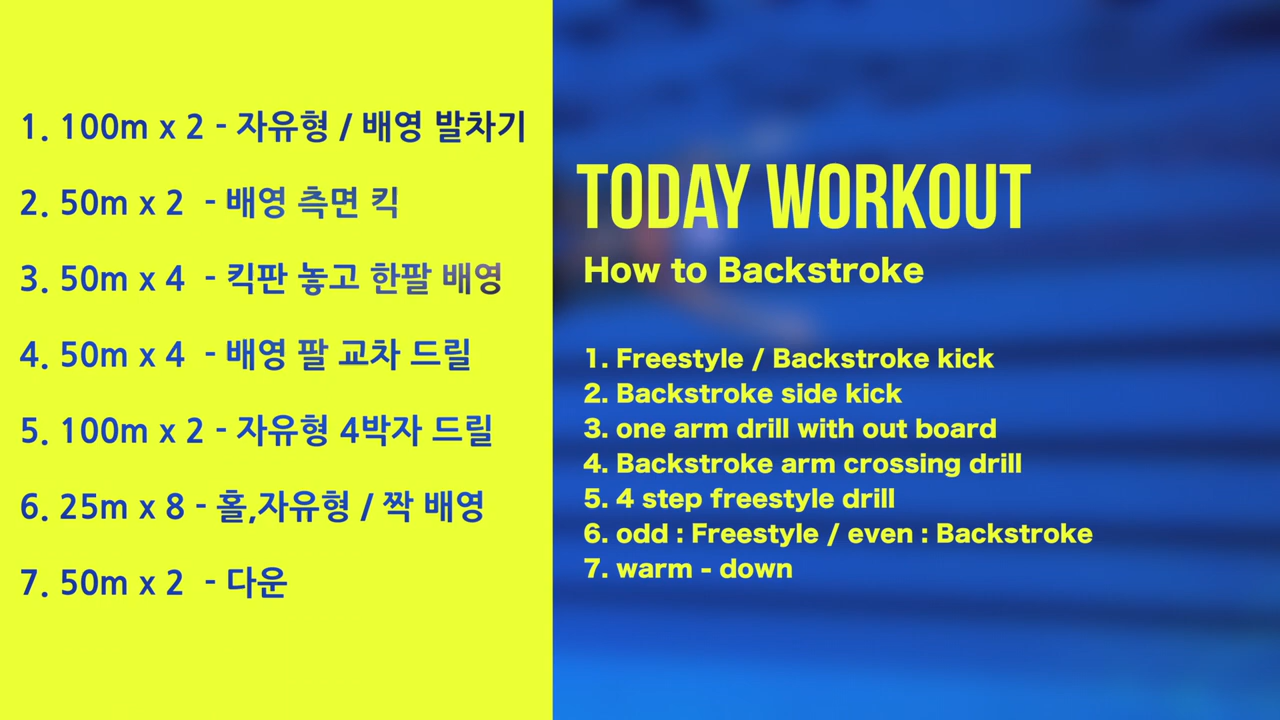 1. 100m x 2 - 자유형 / 배영 발차기
2. 50m x 2 - 배영 측면 킥
3. 50m x 4 - 킥판 놓고 한팔 배영
4. 50m x 4 - 배영 팔 교차 드릴
5. 100m x 2 - 자유형 4박자 드릴
6. 25m x 8 - 홀,자유형 / 짝 배영
7. 50m x 2 - 다운
TODAY WORKOUT
How to Backstroke
1. Freestyle / Backstroke kick
2. Backstroke side kick
3. one arm drill with out board
4. Backstroke arm crossing drill
5. 4 step freestyle drill
6. odd : Freestyle / even : Backstroke
7. warm - down